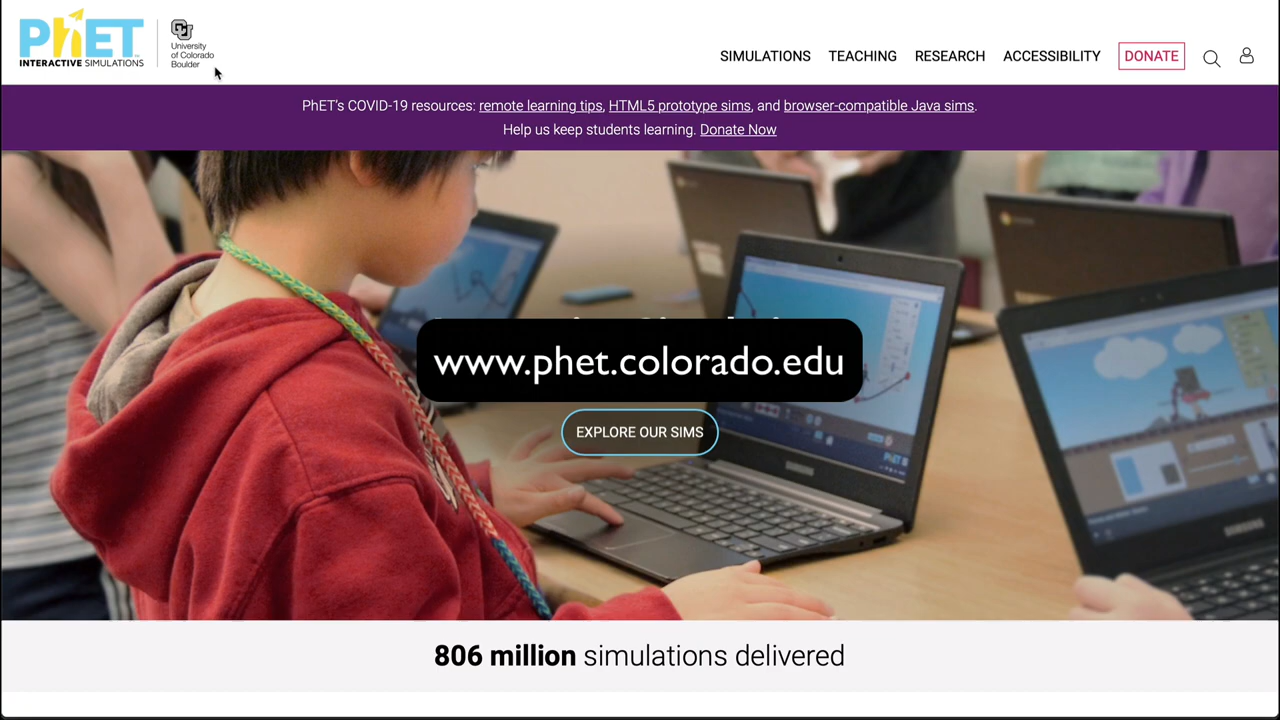 PhET
INTERACTIVE SIMULATIONS
University
of Colorado
Boulder
SIMULATIONS TEACHING RESEARCH ACCESSIBILITY DONATE
PhET's COVID-19 resources: remote learning tips, HTML5 prototype sims, and browser-compatible Java sims.
Help us keep students learning. Donate Now
www.phet.colorado.edu
EXPLORE OUR SIMS
PhET
SAMSUNG
806 million simulations delivered